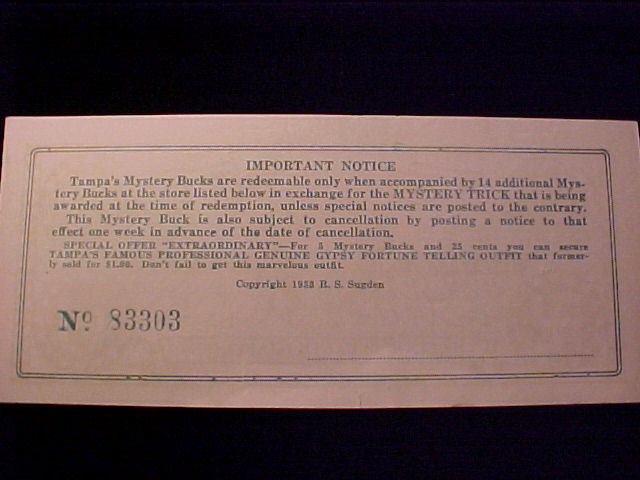 IMPORTANT NOTICE
Tampa's Mystery Bucks are redeemable only when accompanied by 14 additional Mys-
tery Bucks at the store listed below in exchange for the MYSTERY TRICK that is being
awarded at the time of redemption, unless special notices are posted to the contrary.
This Mystery Buck is also subject to cancellation by posting a notice to that
effect one week in advance of the date of cancellation.
SPECIAL OFFER "EXTRAORDINARY"—For 5 Mystery Bucks and 25 cents you can secure
TAMPA'S FAMOUS PROFESSIONAL GENUINE GYPSY FORTUNE TELLING OUTFIT that former-
ly sold for $1.00. Don't fail to get this marvelous outfit.
Copyright 1933 R. S. Sugden
Nº 83303